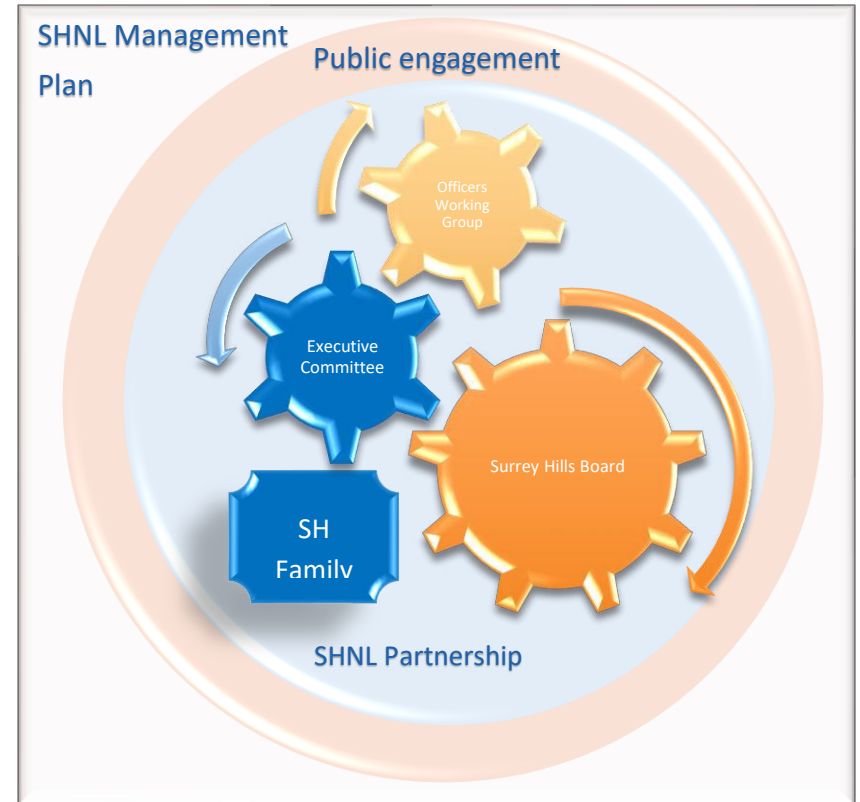 SHNL Management
Plan
Public engagement
Officers
Working
Group
Executive
Committee
Surrey Hills Board
SH
Family
SHNL Partnership